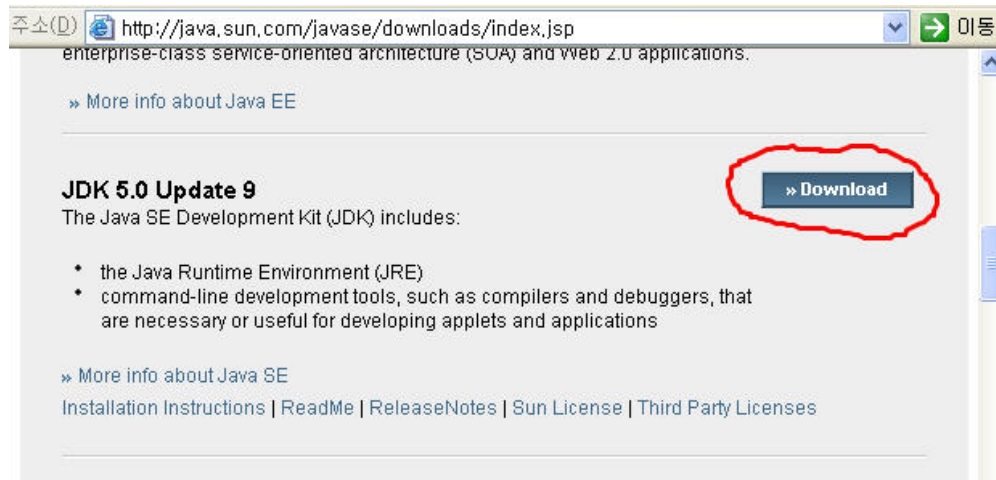 주소(D) http://java.sun.com/javase/downloads/index.jsp 이동
enterprise-class service-oriented architecture (SOA) and Web 2.0 applications.
» More info about Java EE
JDK 5.0 Update 9
» Download
The Java SE Development Kit (JDK) includes:
• the Java Runtime Environment (JRE)
• command-line development tools, such as compilers and debuggers, that
are necessary or useful for developing applets and applications
» More info about Java SE
Installation Instructions | ReadMe | ReleaseNotes | Sun License | Third Party Licenses